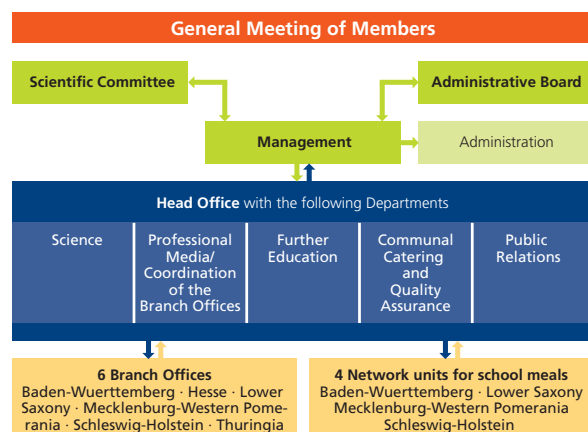 General Meeting of Members
Scientific Committee
Administrative Board
Management
Administration
Head Office with the following Departments
Science
Professional
Media/
Coordination
of the
Branch Offices
Further
Education
Communal
Catering
and
Quality
Assurance
Public
Relations
6 Branch Offices
Baden-Wuerttemberg · Hesse · Lower
Saxony · Mecklenburg-Western Pome-
rania · Schleswig-Holstein · Thuringia
4 Network units for school meals
Baden-Wuerttemberg · Lower Saxony
Mecklenburg-Western Pomerania
Schleswig-Holstein